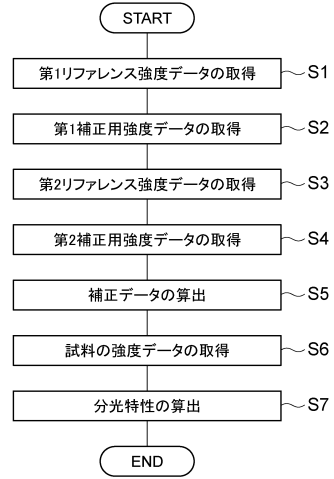 START
第1リファレンス強度データの取得 S1
第1補正用強度データの取得 S2
第2リファレンス強度データの取得 S3
第2補正用強度データの取得 S4
補正データの算出 S5
試料の強度データの取得 S6
分光特性の算出 S7
END